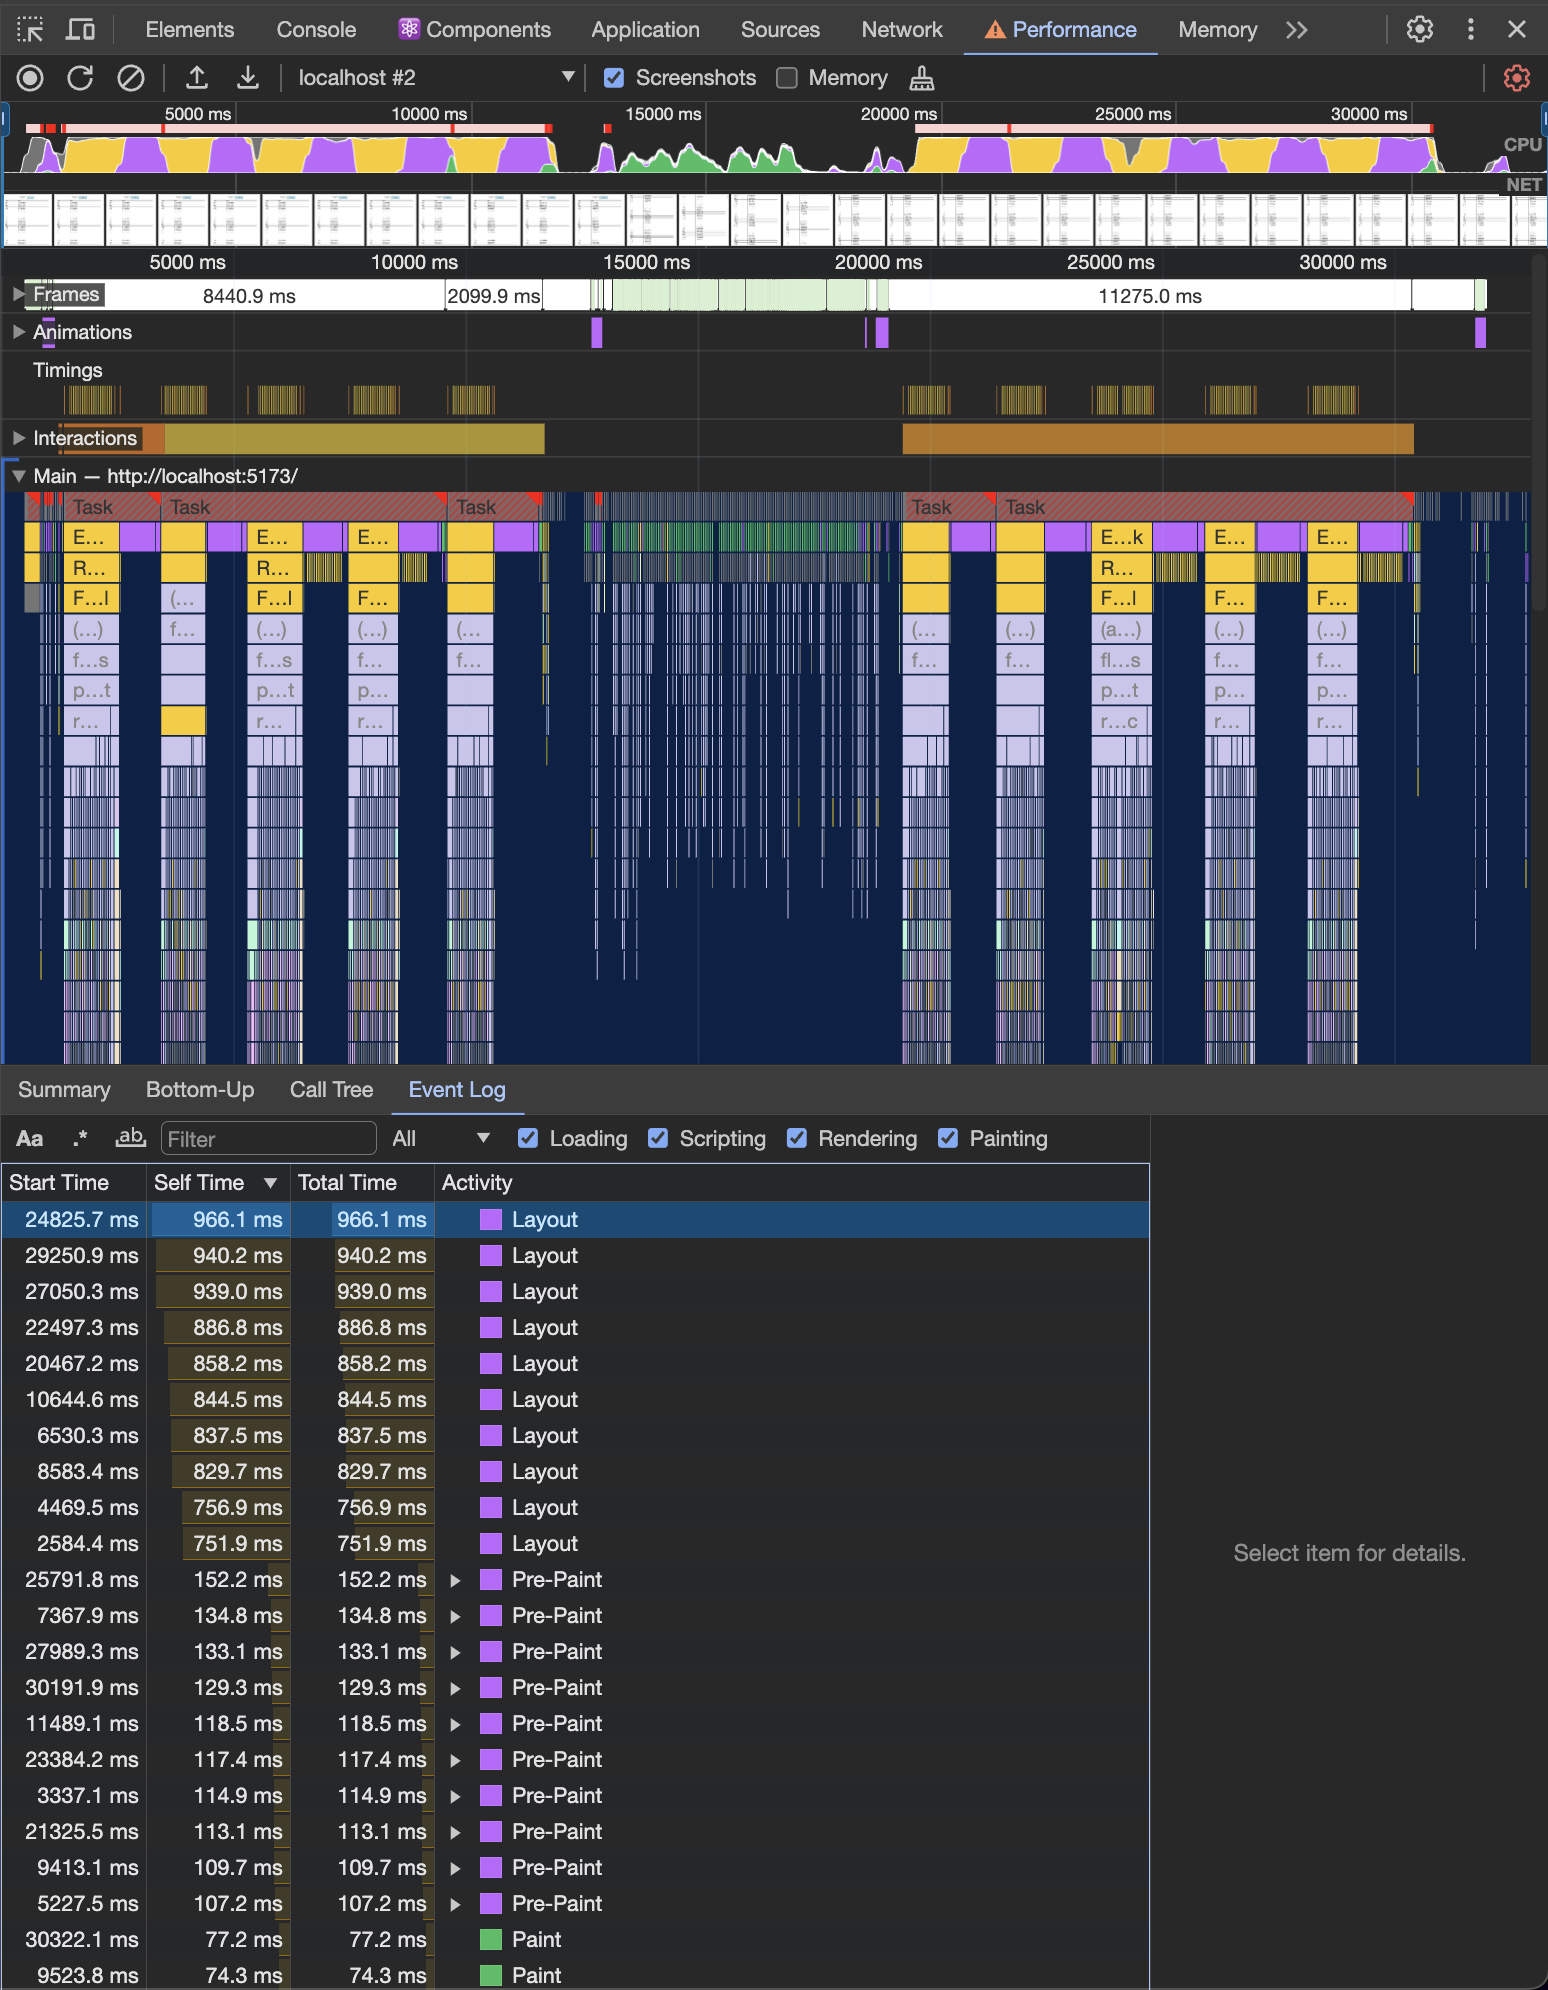 Elements Console Components Application Sources Network Performance Memory
localhost #2 Screenshots Memory
5000 ms 10000 ms 15000 ms 20000 ms 25000 ms 30000 ms
CPU
NET
5000 ms 10000 ms 15000 ms 20000 ms 25000 ms 30000 ms
Frames 8440.9 ms 2099.9 ms 11275.0 ms
Animations
Timings
Interactions
Main — http://localhost:5173/
Task Task Task Task Task
E... E... E... E...k E... E...
R... R... R...
F...l (... F...l F... F...l F... F...
(...) f... (...) (...) (... (... (...) (a...) (...) (...)
f...s f...s f... f... f... f... fl...s f... f...
p...t p...t p... p...t p... p...
r... r... r... r...c r... r...
Summary Bottom-Up Call Tree Event Log
Aa .* ab Filter All Loading Scripting Rendering Painting
Start Time Self Time Total Time Activity
24825.7 ms 966.1 ms 966.1 ms Layout
29250.9 ms 940.2 ms 940.2 ms Layout
27050.3 ms 939.0 ms 939.0 ms Layout
22497.3 ms 886.8 ms 886.8 ms Layout
20467.2 ms 858.2 ms 858.2 ms Layout
10644.6 ms 844.5 ms 844.5 ms Layout
6530.3 ms 837.5 ms 837.5 ms Layout
8583.4 ms 829.7 ms 829.7 ms Layout
4469.5 ms 756.9 ms 756.9 ms Layout
2584.4 ms 751.9 ms 751.9 ms Layout
Select item for details.
25791.8 ms 152.2 ms 152.2 ms Pre-Paint
7367.9 ms 134.8 ms 134.8 ms Pre-Paint
27989.3 ms 133.1 ms 133.1 ms Pre-Paint
30191.9 ms 129.3 ms 129.3 ms Pre-Paint
11489.1 ms 118.5 ms 118.5 ms Pre-Paint
23384.2 ms 117.4 ms 117.4 ms Pre-Paint
3337.1 ms 114.9 ms 114.9 ms Pre-Paint
21325.5 ms 113.1 ms 113.1 ms Pre-Paint
9413.1 ms 109.7 ms 109.7 ms Pre-Paint
5227.5 ms 107.2 ms 107.2 ms Pre-Paint
30322.1 ms 77.2 ms 77.2 ms Paint
9523.8 ms 74.3 ms 74.3 ms Paint